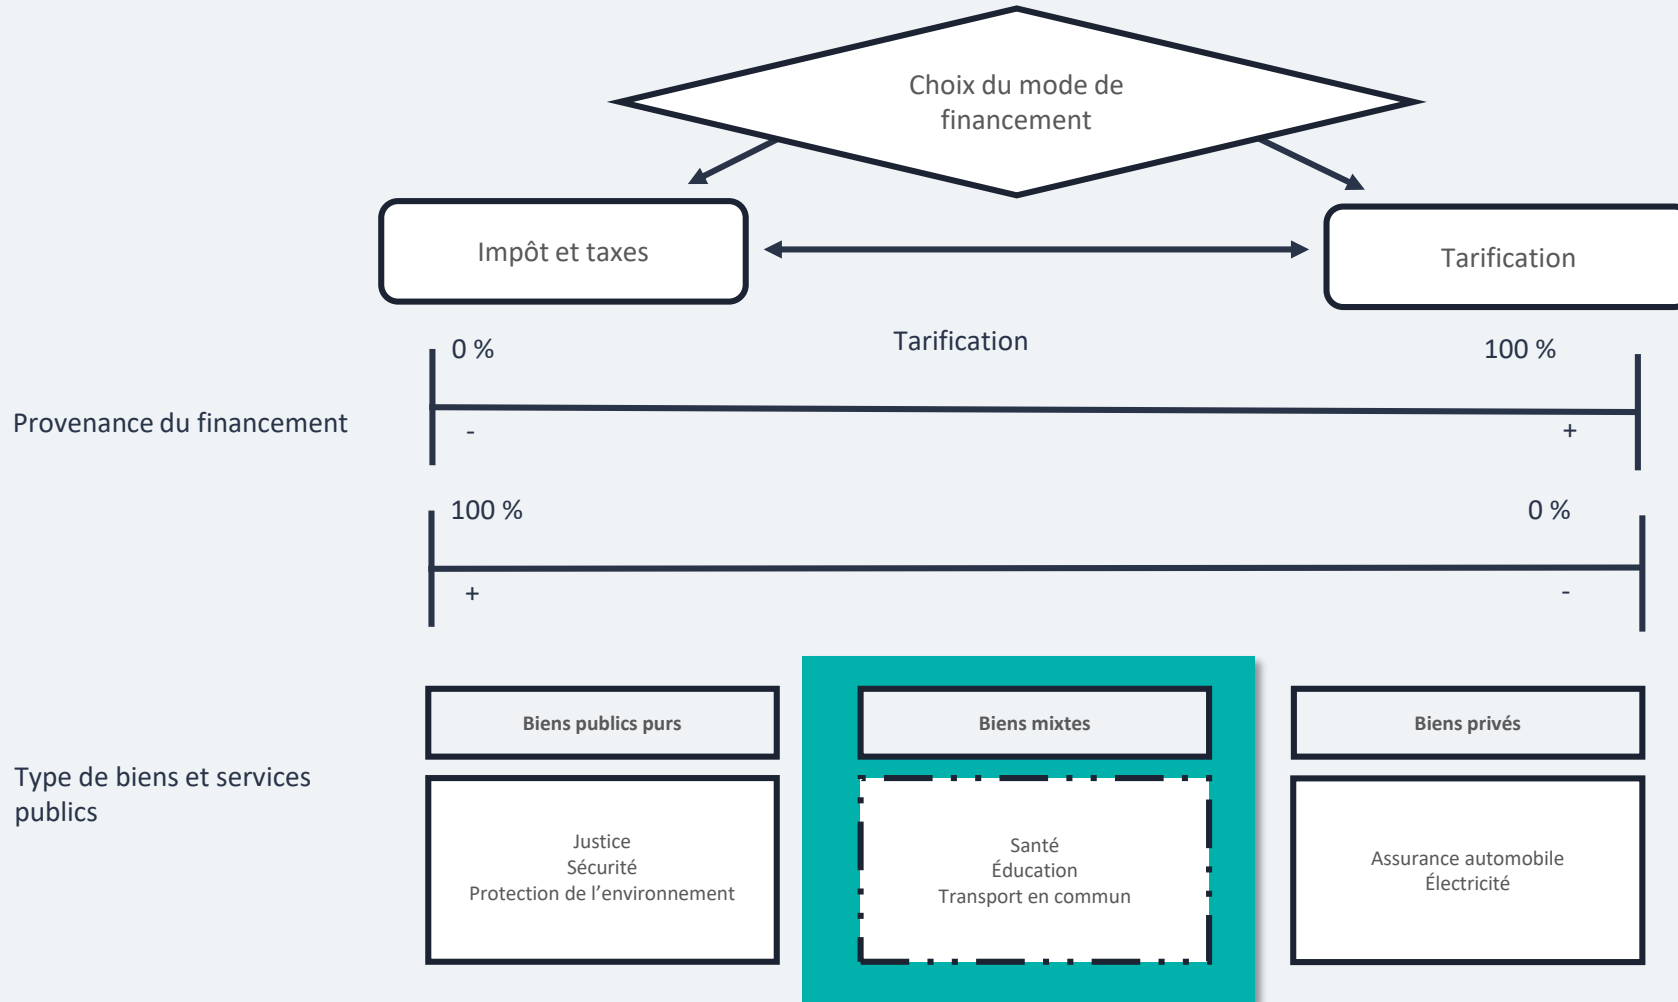 Choix du mode de
financement
Impôt et taxes
Tarification
Tarification
0 %
100 %
Provenance du financement
-
+
100 %
0 %
+
-
Biens publics purs
Biens mixtes
Biens privés
Type de biens et services
publics
Justice
Sécurité
Protection de l’environnement
Santé
Éducation
Transport en commun
Assurance automobile
Électricité